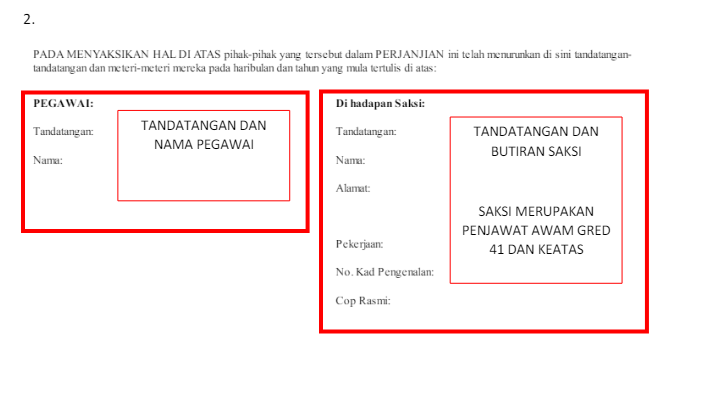 2.
PADA MENYAKSIKAN HAL DI ATAS pihak-pihak yang tersebut dalam PERJANJIAN ini telah menurunkan di sini tandatangan-
tandatangan dan meteri-meteri mereka pada haribulan dan tahun yang mula tertulis di atas:
PEGAWAI:
Tandatangan:
Nama:
TANDATANGAN DAN
NAMA PEGAWAI
Di hadapan Saksi:
Tandatangan:
Nama:
Alamat:
Pekerjaan:
No. Kad Pengenalan:
Cop Rasmi:
TANDATANGAN DAN
BUTIRAN SAKSI
SAKSI MERUPAKAN
PENJAWAT AWAM GRED
41 DAN KEATAS